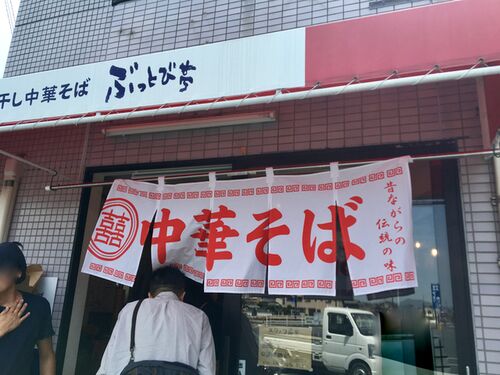 干し中華そば ぶっとび亭
囍 中華そば
昔ながらの
伝統の味